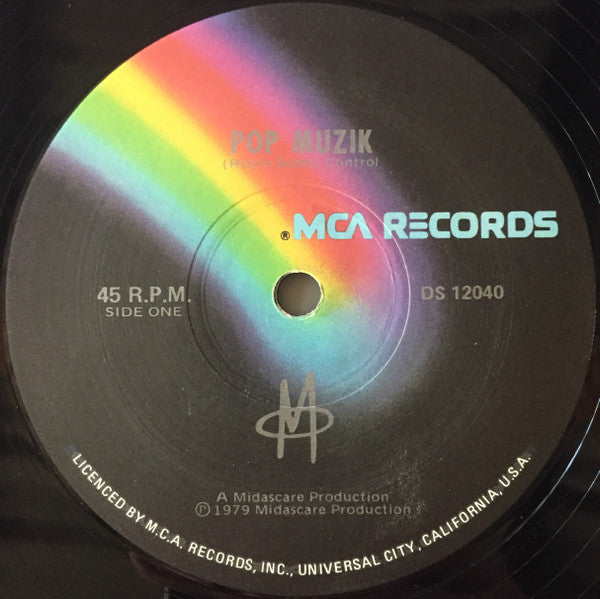 POP MUZIK
Control
® MCA RECORDS
45 R.P.M.
SIDE ONE
DS 12040
M
A Midascare Production
℗ 1979 Midascare Production
LICENCED BY M.C.A. RECORDS, INC., UNIVERSAL CITY, CALIFORNIA, U.S.A.